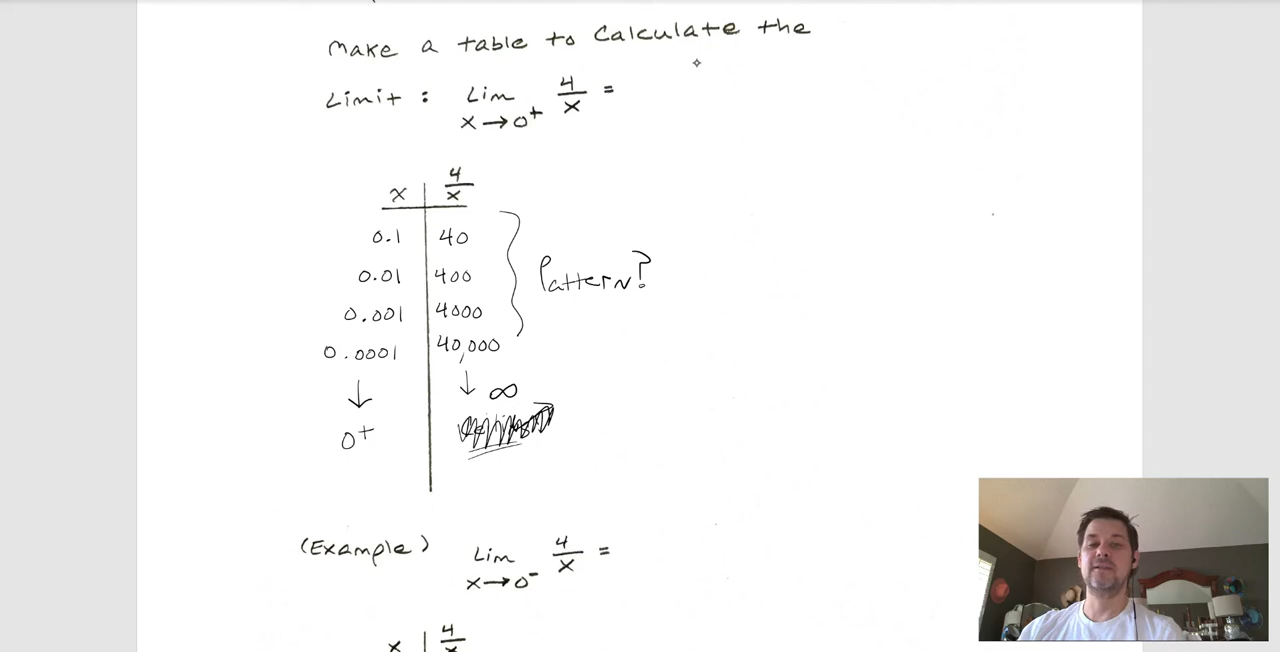 Make a table to Calculate the
Limit : Lim x→0⁺ 4/x =
x | 4/x
0.1 | 40
0.01 | 400
0.001 | 4000
0.0001 | 40,000
Pattern?
↓ | ↓ ∞
0⁺
(Example) Lim x→0⁻ 4/x =
x | 4/x